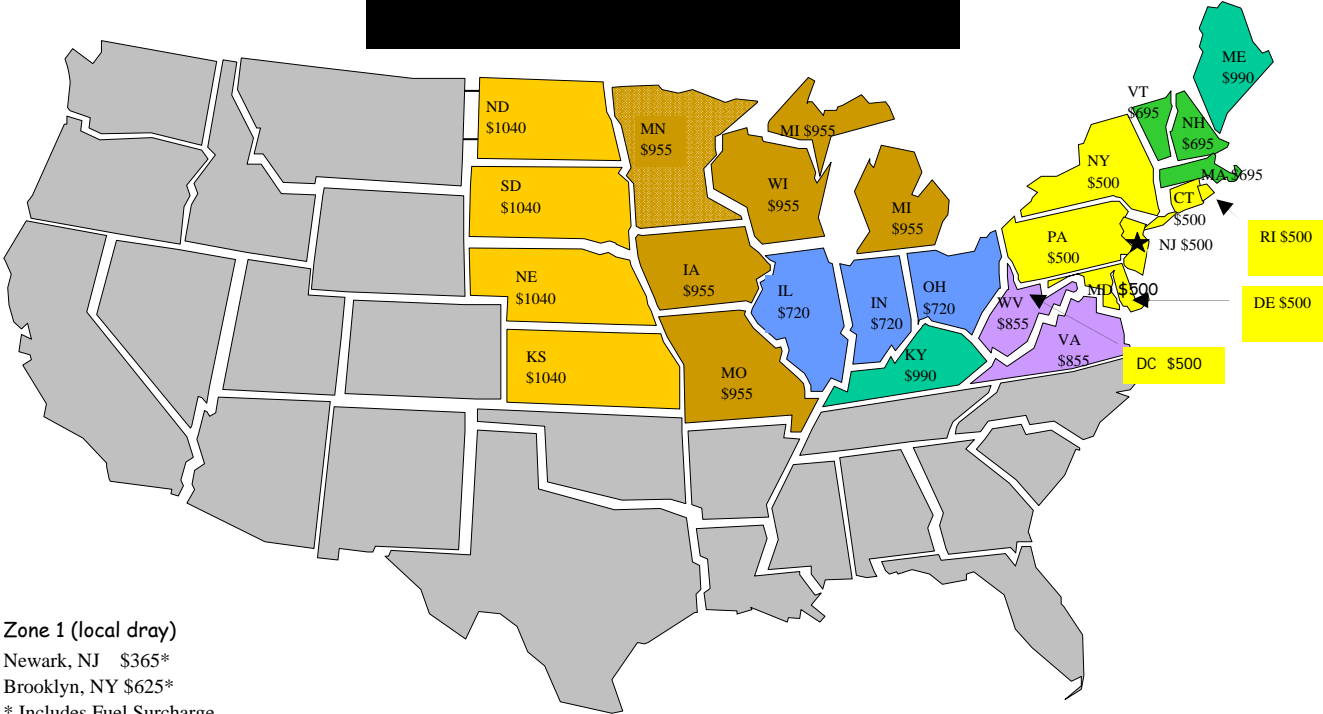 ME
$990
VT
$695
NH
$695
MA $695
ND
$1040
MN
$955
MI $955
NY
$500
SD
$1040
WI
$955
MI
$955
CT
$500
RI $500
PA
$500
NJ $500
NE
$1040
IA
$955
IL
$720
IN
$720
OH
$720
MD $500
DE $500
WV
$855
VA
$855
DC $500
KS
$1040
MO
$955
KY
$990
Zone 1 (local dray)
Newark, NJ $365*
Brooklyn, NY $625*
* Includes Fuel Surcharge